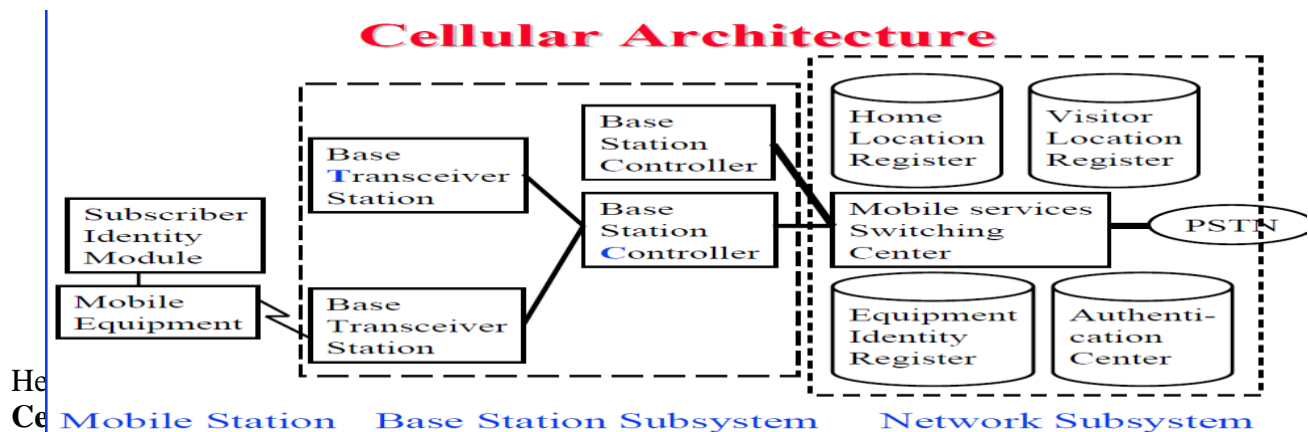 Cellular Architecture
Subscriber
Identity
Module
Mobile
Equipment
Base
Transceiver
Station
Base
Transceiver
Station
Base
Station
Controller
Base
Station
Controller
Home
Location
Register
Visitor
Location
Register
Mobile services
Switching
Center
PSTN
Equipment
Identity
Register
Authenti-
cation
Center
He
Ce
Mobile Station
Base Station Subsystem
Network Subsystem